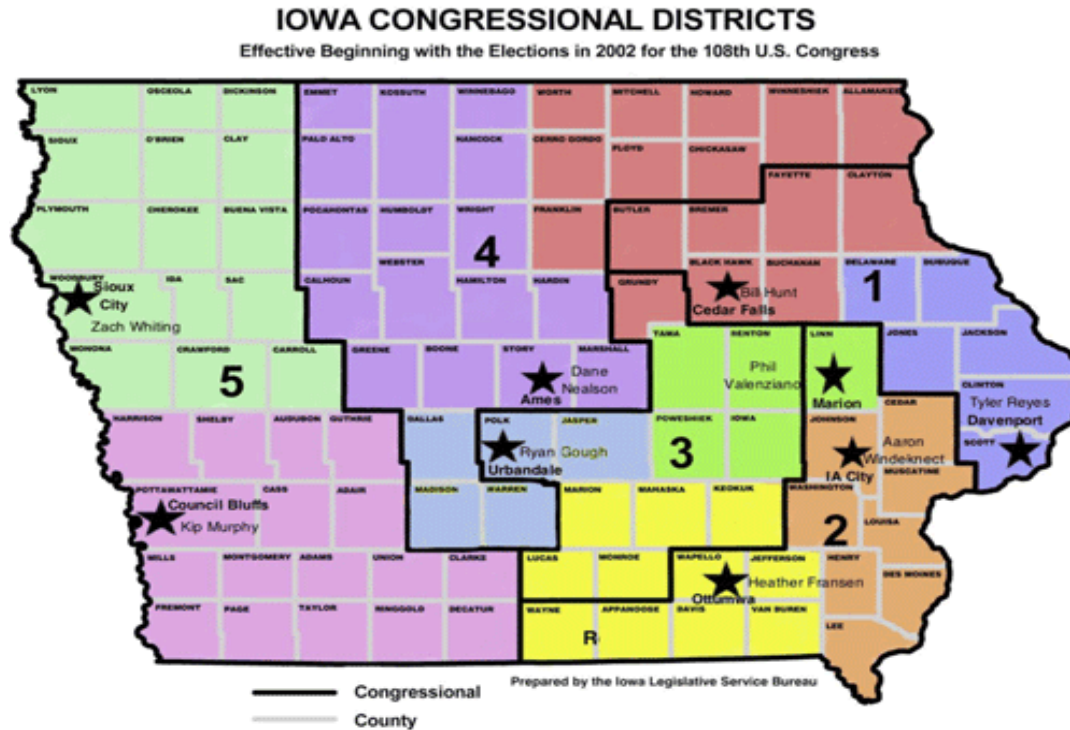 IOWA CONGRESSIONAL DISTRICTS
Effective Beginning with the Elections in 2002 for the 108th U.S. Congress
LYON OSCEOLA DICKINSON EMMET KOSSUTH WINNEBAGO WORTH MITCHELL HOWARD WINNESHIEK ALLAMAKEE
SIOUX O'BRIEN CLAY PALO ALTO HANCOCK CERRO GORDO FLOYD CHICKASAW
FAYETTE CLAYTON
PLYMOUTH CHEROKEE BUENA VISTA POCAHONTAS HUMBOLDT WRIGHT FRANKLIN BUTLER BREMER
4
WEBSTER BLACK HAWK BUCHANAN DELAWARE DUBUQUE
WOODBURY IDA SAC CALHOUN HAMILTON HARDIN GRUNDY
1
Sioux
City
Zach Whiting
Bill Hunt
Cedar Falls
TAMA BENTON LINN JONES JACKSON
MONONA CRAWFORD CARROLL GREENE BOONE STORY MARSHALL
5
Dane
Nealson
Ames
Phil
Valenziano
Marion
CLINTON
Tyler Reyes
Davenport
HARRISON SHELBY AUDUBON GUTHRIE DALLAS POLK JASPER POWESHIEK IOWA JOHNSON CEDAR
SCOTT
Ryan Gough
Urbandale
3
Aaron
Windeknect
IA City
MUSCATINE
POTTAWATTAMIE CASS ADAIR MADISON WARREN MARION MAHASKA KEOKUK WASHINGTON
Council Bluffs
Kip Murphy
LOUISA
2
MILLS MONTGOMERY ADAMS UNION CLARKE LUCAS MONROE WAPELLO JEFFERSON HENRY
DES MOINES
Heather Fransen
Ottumwa
FREMONT PAGE TAYLOR RINGGOLD DECATUR WAYNE APPANOOSE DAVIS VAN BUREN
LEE
R
Prepared by the Iowa Legislative Service Bureau
Congressional
County